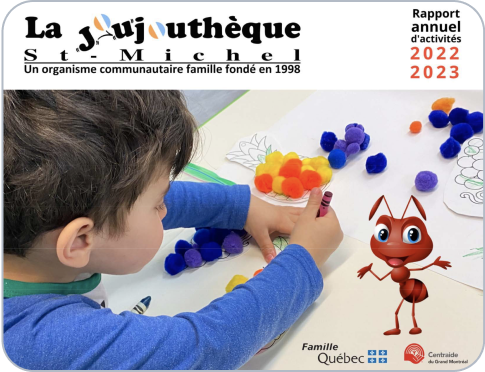 La Joujouthèque
St-Michel
Un organisme communautaire famille fondé en 1998
Rapport
annuel
d'activités
2022
2023
Famille
Québec
Centraide
du Grand Montréal